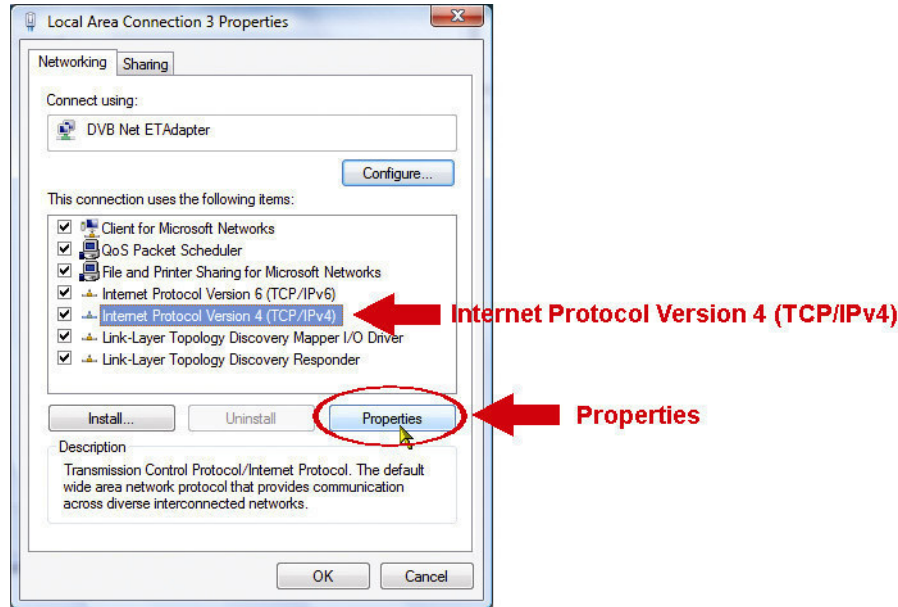 Local Area Connection 3 Properties
Networking
Sharing
Connect using:
DVB Net ETAdapter
Configure...
This connection uses the following items:
Client for Microsoft Networks
QoS Packet Scheduler
File and Printer Sharing for Microsoft Networks
Internet Protocol Version 6 (TCP/IPv6)
Internet Protocol Version 4 (TCP/IPv4)
Internet Protocol Version 4 (TCP/IPv4)
Link-Layer Topology Discovery Mapper I/O Driver
Link-Layer Topology Discovery Responder
Install...
Uninstall
Properties
Properties
Description
Transmission Control Protocol/Internet Protocol. The default
wide area network protocol that provides communication
across diverse interconnected networks.
OK
Cancel